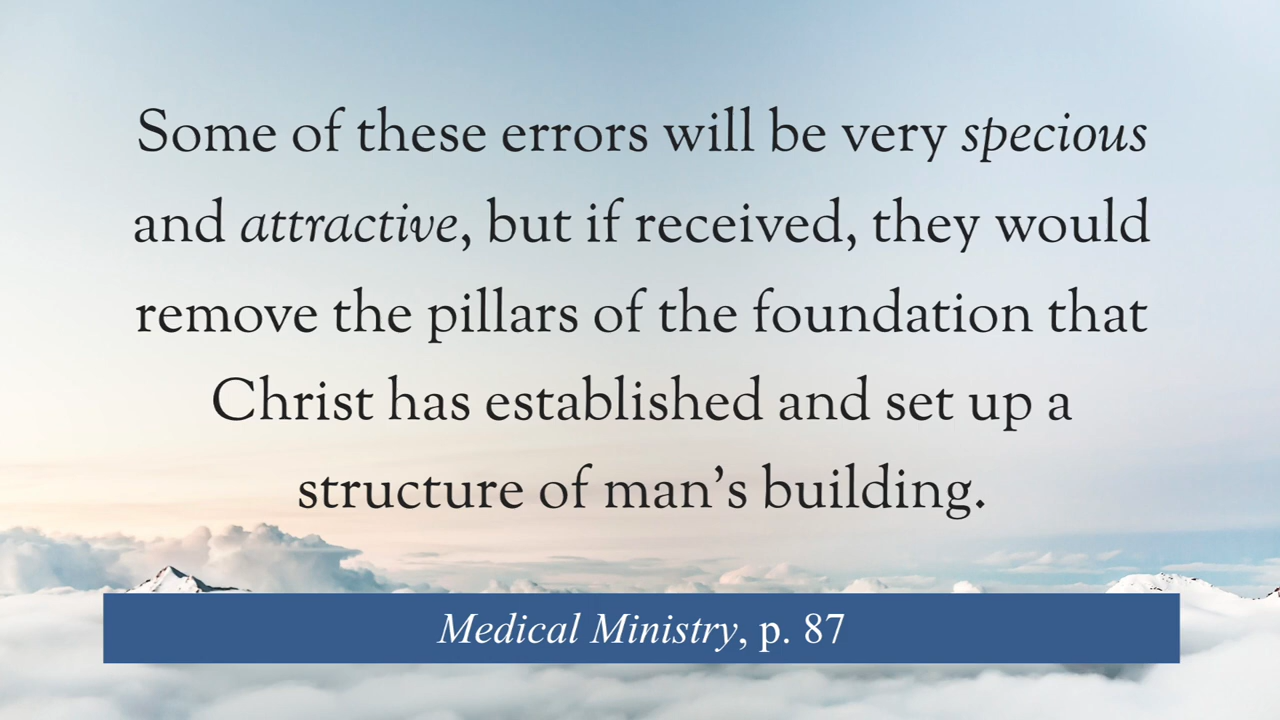 Some of these errors will be very specious
and attractive, but if received, they would
remove the pillars of the foundation that
Christ has established and set up a
structure of man’s building.
Medical Ministry, p. 87